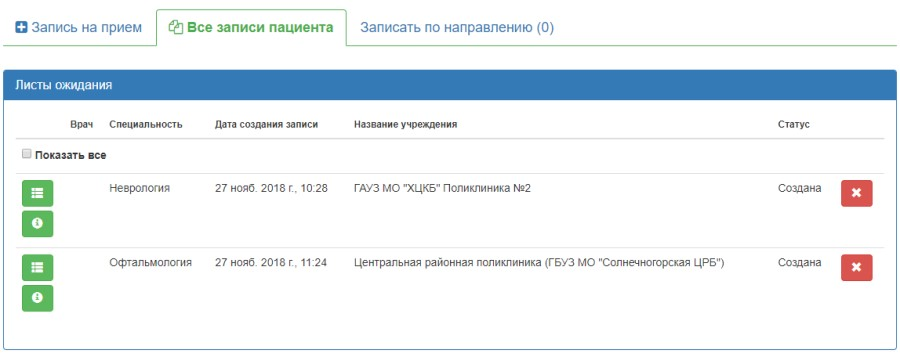 Запись на прием Все записи пациента Записать по направлению (0)
Листы ожидания
Врач Специальность Дата создания записи Название учреждения Статус
Показать все
Неврология 27 нояб. 2018 г., 10:28 ГАУЗ МО "ХЦКБ" Поликлиника №2 Создана
Офтальмология 27 нояб. 2018 г., 11:24 Центральная районная поликлиника (ГБУЗ МО "Солнечногорская ЦРБ") Создана